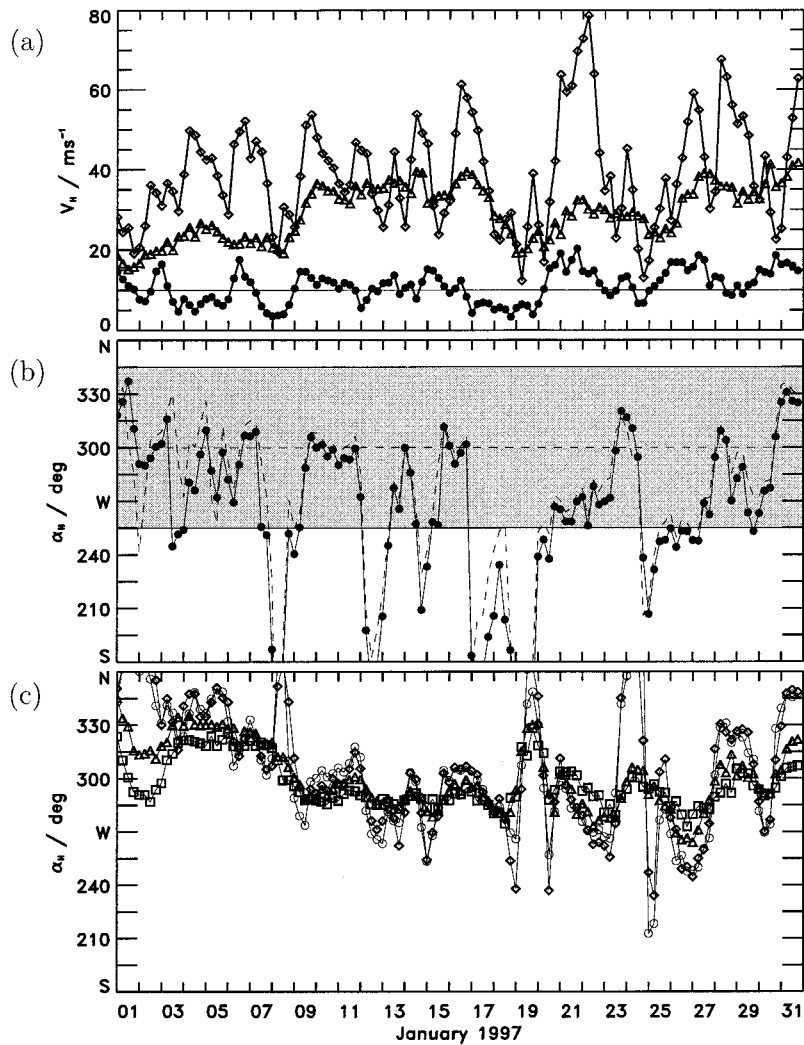 (a)
80
60
40
20
0
V_H / ms⁻¹
(b)
N
330
300
W
240
210
S
α_H / deg
(c)
N
330
300
W
240
210
S
α_H / deg
01 03 05 07 09 11 13 15 17 19 21 23 25 27 29 31
January 1997